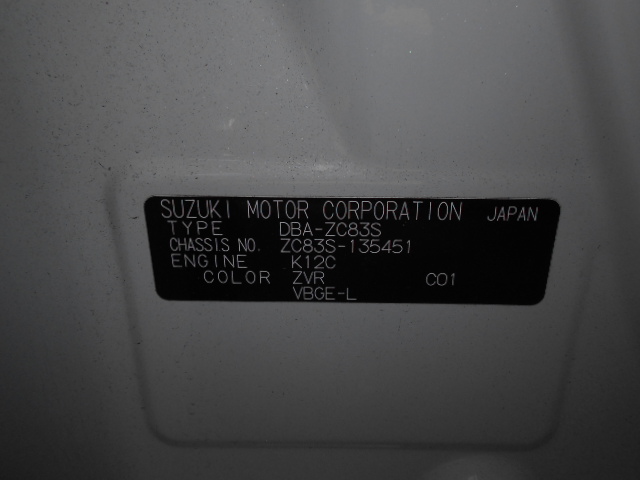 SUZUKI MOTOR CORPORATION JAPAN
TYPE DBA-ZC83S
CHASSIS NO. ZC83S-135451
ENGINE K12C
COLOR ZVR C01
VBGE-L